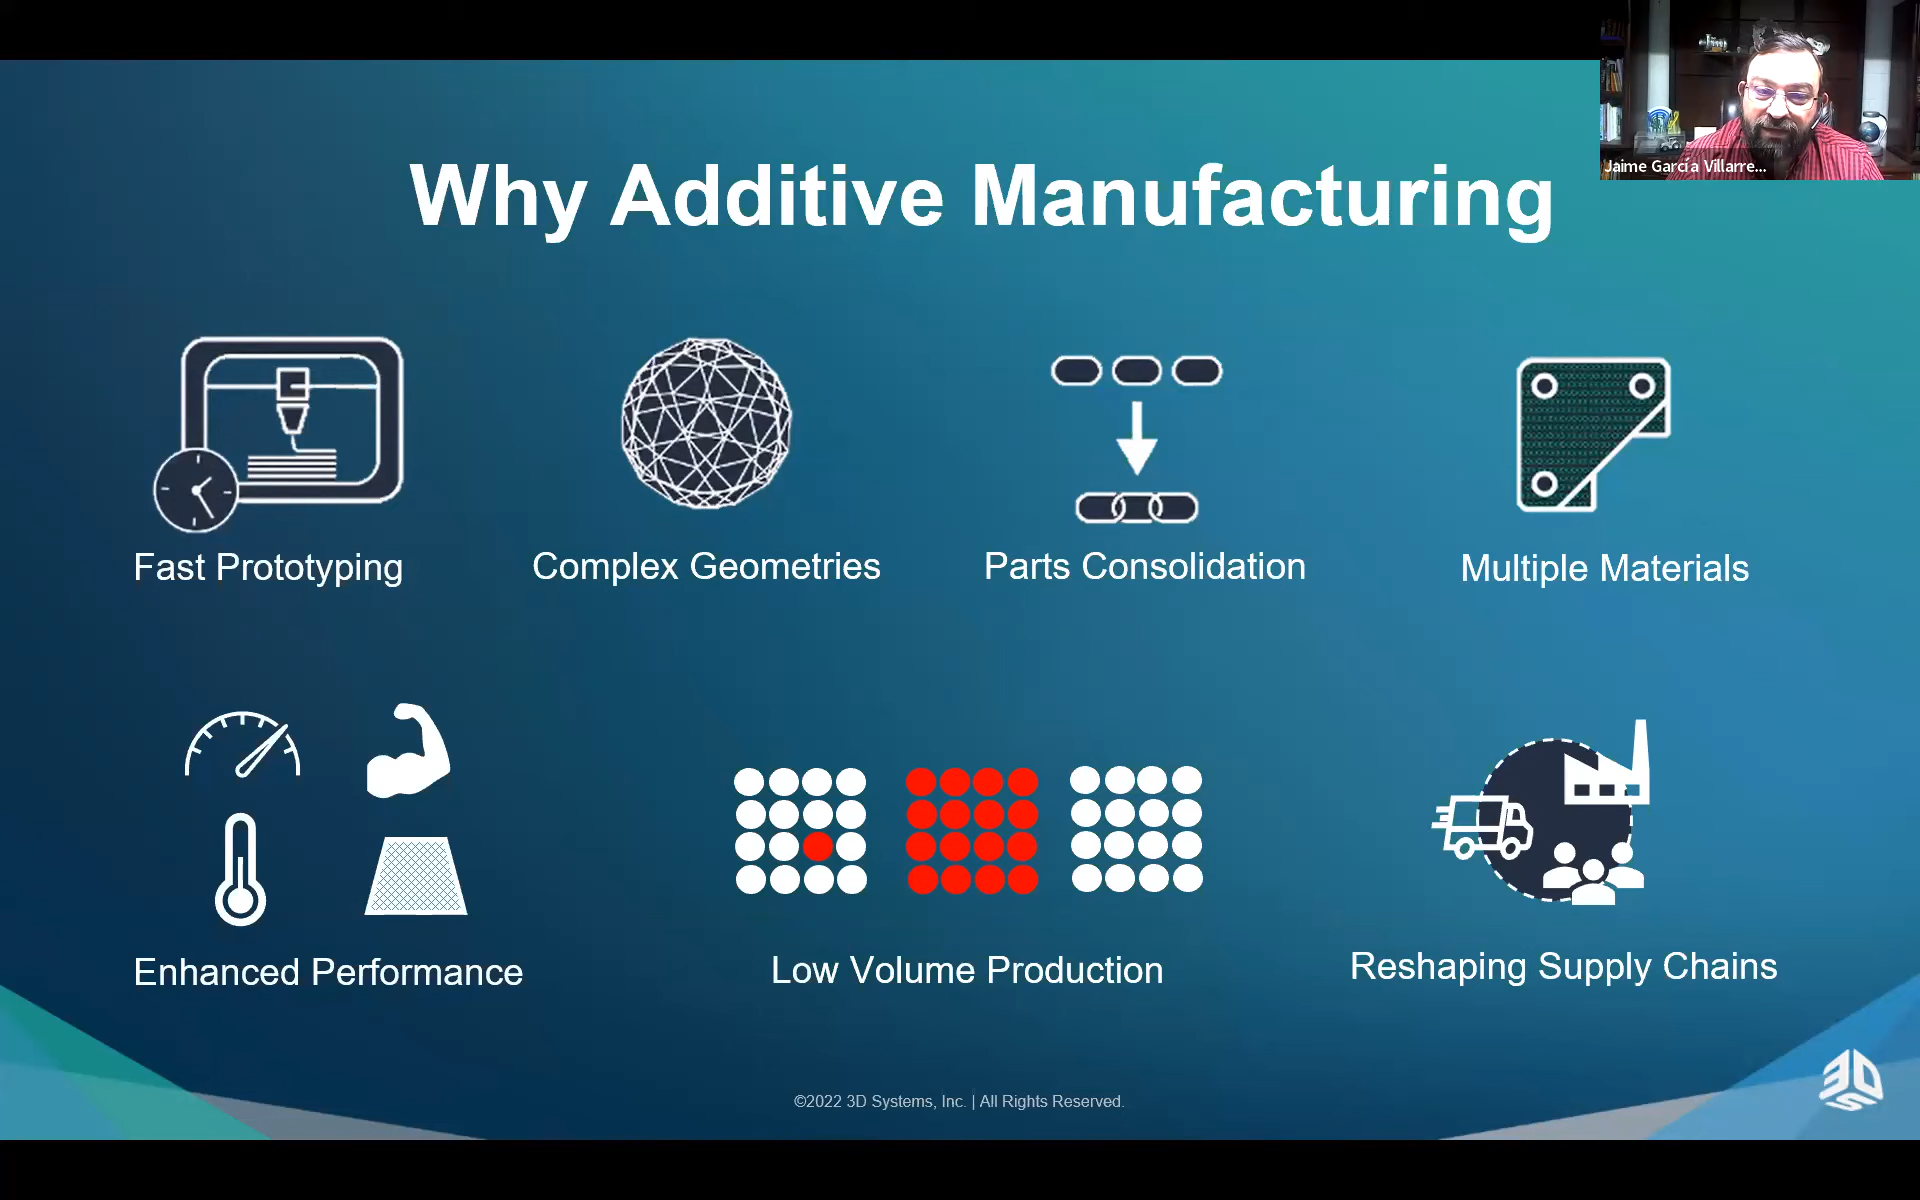 Jaime García Villarre...
Why Additive Manufacturing
Fast Prototyping
Complex Geometries
Parts Consolidation
Multiple Materials
Enhanced Performance
Low Volume Production
Reshaping Supply Chains
©2022 3D Systems, Inc. | All Rights Reserved.
3DS